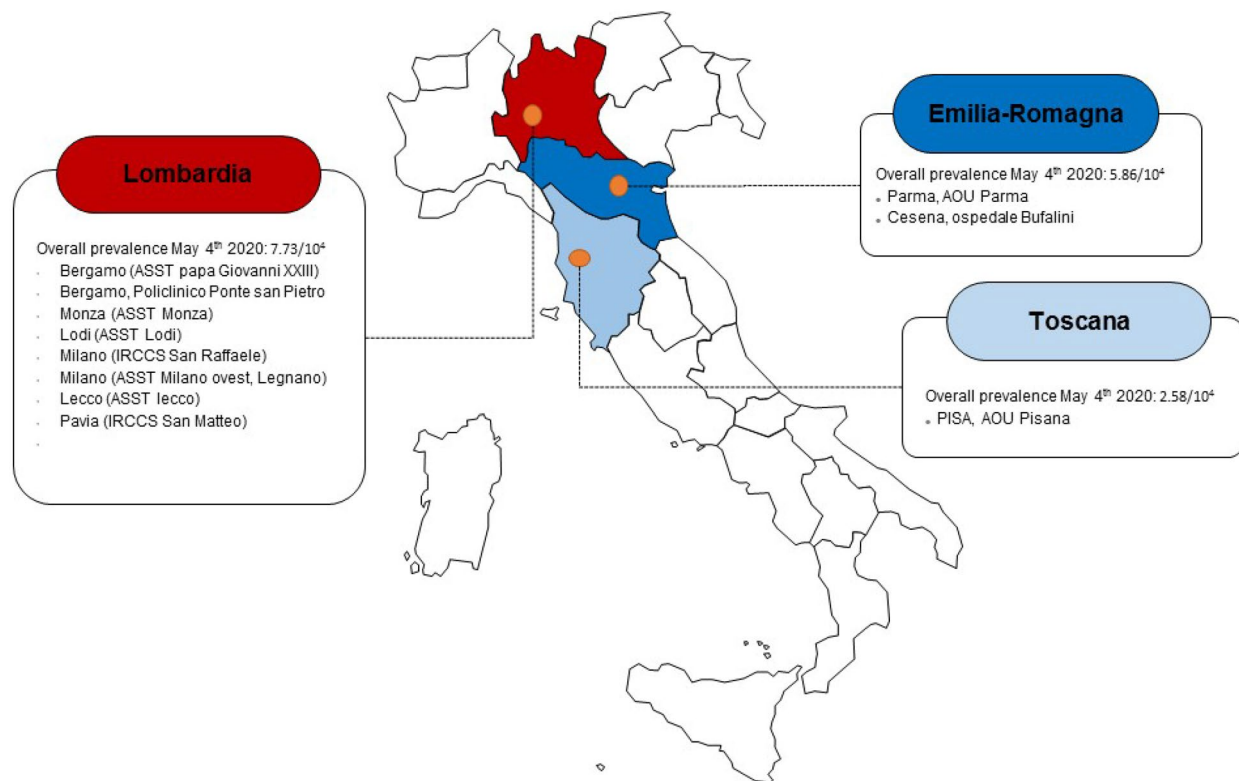 Lombardia
Overall prevalence May 4th 2020: 7.73/10⁴
· Bergamo (ASST papa Giovanni XXIII)
· Bergamo, Policlinico Ponte san Pietro
· Monza (ASST Monza)
· Lodi (ASST Lodi)
· Milano (IRCCS San Raffaele)
· Milano (ASST Milano ovest, Legnano)
· Lecco (ASST lecco)
· Pavia (IRCCS San Matteo)
·
Emilia-Romagna
Overall prevalence May 4th 2020: 5.86/10⁴
• Parma, AOU Parma
• Cesena, ospedale Bufalini
Toscana
Overall prevalence May 4th 2020: 2.58/10⁴
• PISA, AOU Pisana